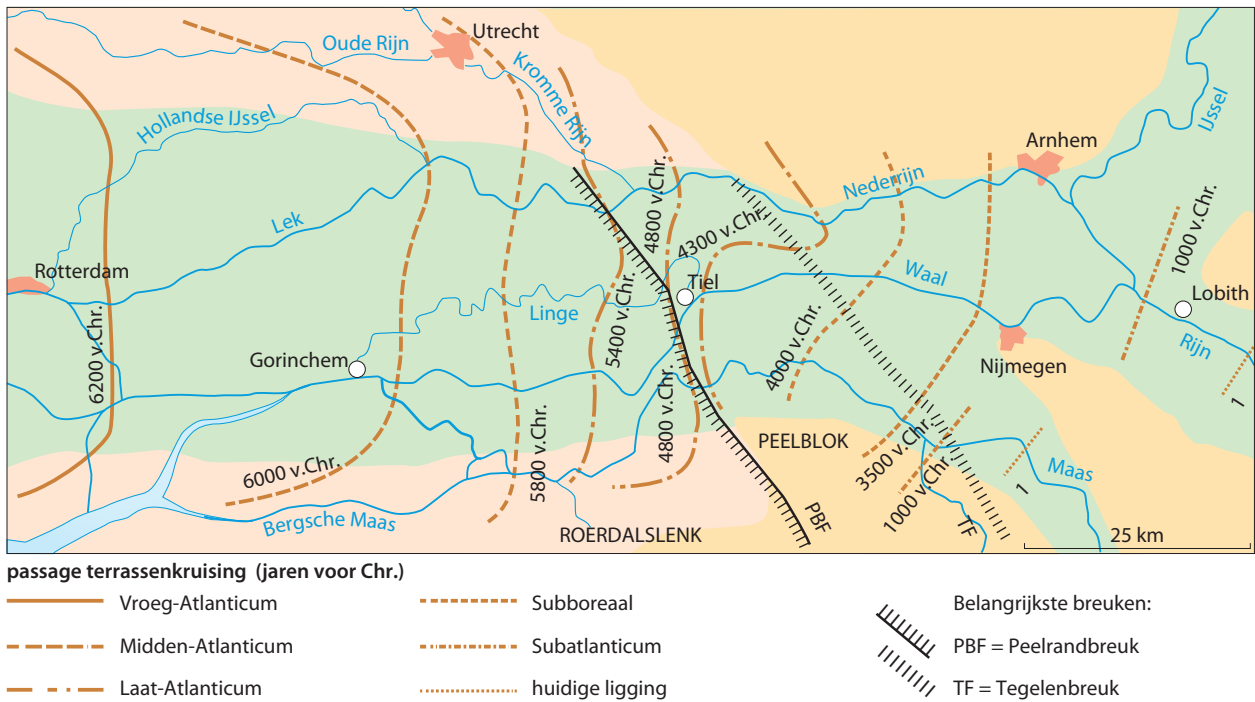 Utrecht
Oude Rijn
Kromme Rijn
Hollandse IJssel
IJssel
Arnhem
Nederrijn
Lek
4800 v.Chr.
4300 v.Chr.
1000 v.Chr.
Rotterdam
Tiel
Waal
Lobith
Linge
5400 v.Chr.
6200 v.Chr.
Rijn
Gorinchem
4000 v.Chr.
Nijmegen
1
4800 v.Chr.
5800 v.Chr.
PEELBLOK
3500 v.Chr.
6000 v.Chr.
1000 v.Chr.
1
Maas
Bergsche Maas
ROERDALSLENK
PBF
TF
25 km
passage terrassenkruising (jaren voor Chr.)
Vroeg-Atlanticum
Midden-Atlanticum
Laat-Atlanticum
Subboreaal
Subatlanticum
huidige ligging
Belangrijkste breuken:
PBF = Peelrandbreuk
TF = Tegelenbreuk